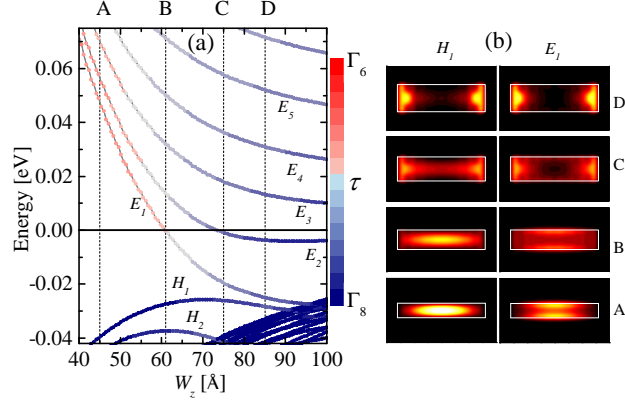 A B C D
(a)
(b)
H1 E1
Γ6
τ
Γ8
Energy [eV]
0.06
0.04
0.02
0.00
-0.02
-0.04
E5
E4
E3
E2
E1
H1
H2
40 50 60 70 80 90 100
Wz [Å]
D
C
B
A